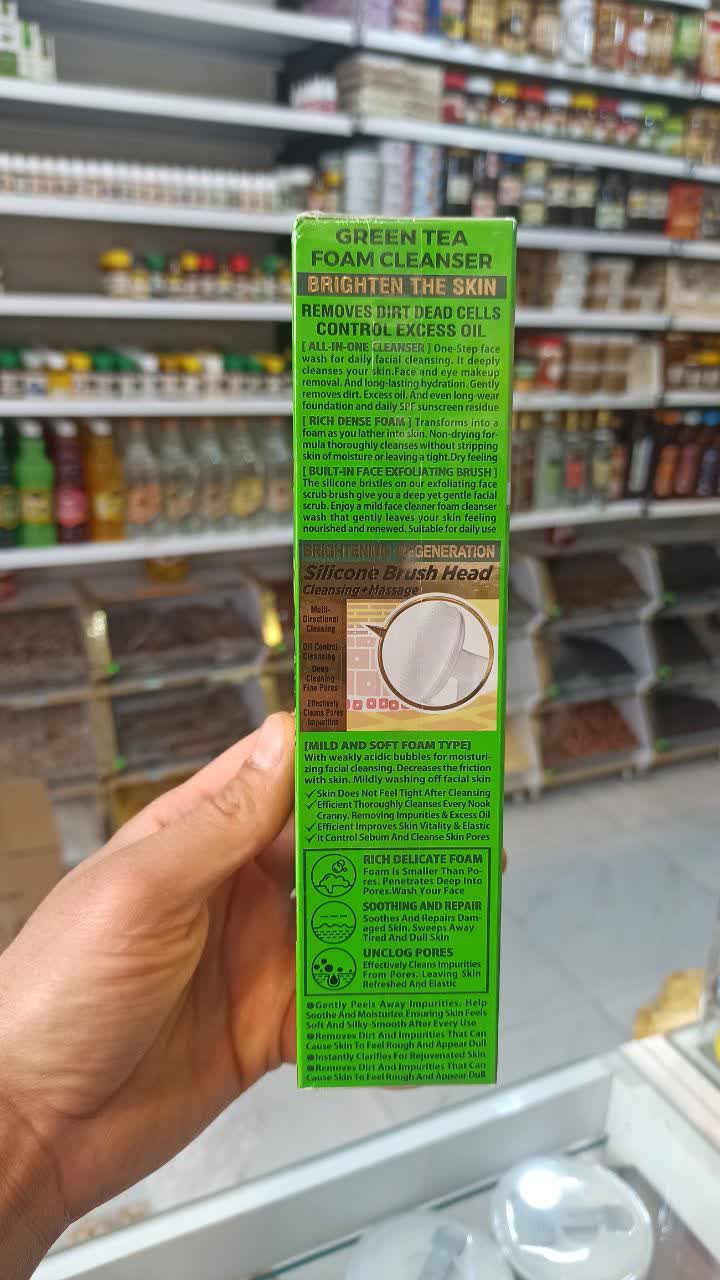 GREEN TEA
FOAM CLEANSER
BRIGHTEN THE SKIN
REMOVES DIRT DEAD CELLS
CONTROL EXCESS OIL
[ ALL-IN-ONE CLEANSER ] One-Step face
wash for daily facial cleansing. It deeply
cleanses your skin.Face and eye makeup
removal. And long-lasting hydration. Gently
removes dirt. Excess oil. And even long-wear
foundation and daily SPF sunscreen residue
[ RICH DENSE FOAM ] Transforms into a
foam as you lather into skin. Non-drying for-
mula thoroughly cleanses without stripping
skin of moisture or leaving a tight.Dry feeling
[ BUILT-IN FACE EXFOLIATING BRUSH ]
The silicone bristles on our exfoliating face
scrub brush give you a deep yet gentle facial
scrub. Enjoy a mild face cleaner foam cleanser
wash that gently leaves your skin feeling
nourished and renewed. Suitable for daily use
BRIGHTENING RE-GENERATION
Silicone Brush Head
Cleansing+Massage
Multi-
Directional
Cleaning
Oil Control
Cleansing
Deep
Cleaning
Fine Pores
Effectively
Cleans Pores
Impurities
[MILD AND SOFT FOAM TYPE]
With weakly acidic bubbles for moisturi-
zing facial cleansing. Decreases the friction
with skin. Mildly washing off facial skin
✓ Skin Does Not Feel Tight After Cleansing
✓ Efficient Thoroughly Cleanses Every Nook
Cranny. Removing Impurities & Excess Oil
✓ Efficient Improves Skin Vitality & Elastic
✓ It Control Sebum And Cleanse Skin Pores
RICH DELICATE FOAM
Foam Is Smaller Than Po-
res. Penetrates Deep Into
Pores.Wash Your Face
SOOTHING AND REPAIR
Soothes And Repairs Dam-
aged Skin. Sweeps Away
Tired And Dull Skin
UNCLOG PORES
Effectively Cleans Impurities
From Pores. Leaving Skin
Refreshed And Elastic
●Gently Peels Away Impurities. Help
Soothe And Moisturize.Ensuring Skin Feels
Soft And Silky-Smooth After Every Use
●Removes Dirt And Impurities That Can
Cause Skin To Feel Rough And Appear Dull
●Instantly Clarifies For Rejuvenated Skin
●Removes Dirt And Impurities That Can
Cause Skin To Feel Rough And Appear Dull